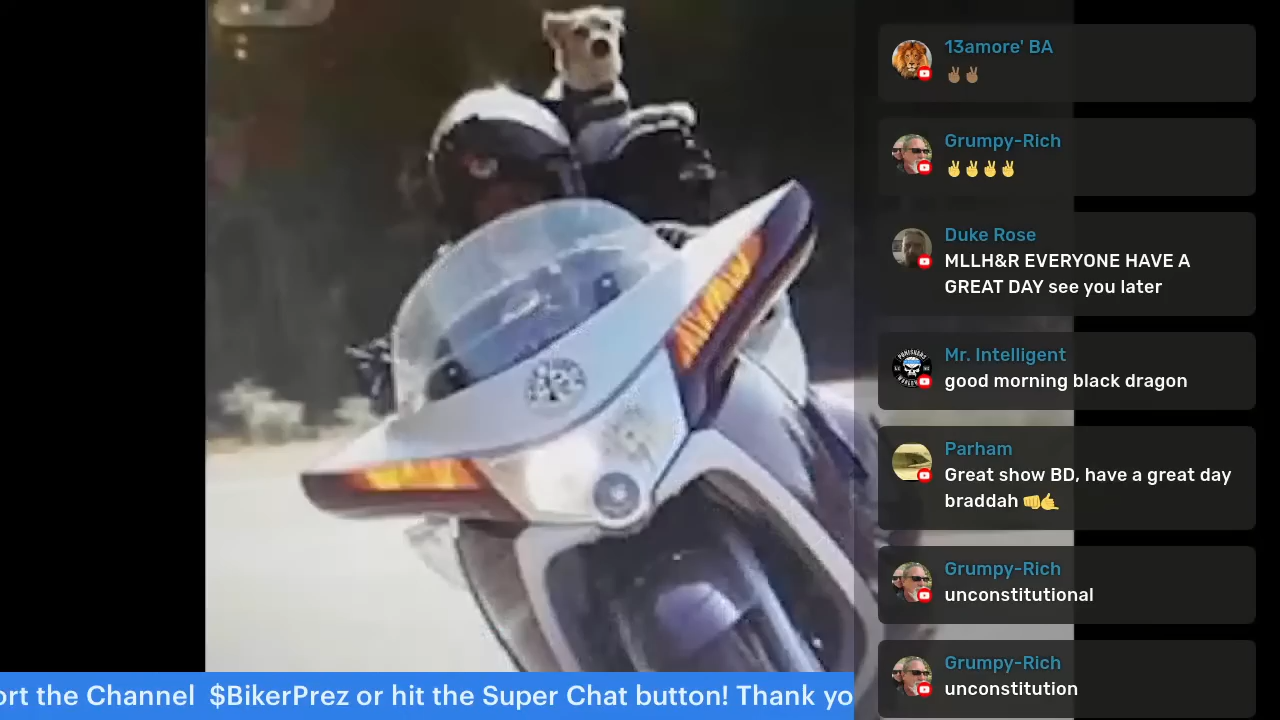 13amore' BA
✌🏽✌🏽
Grumpy-Rich
✌✌✌✌
Duke Rose
MLLH&R EVERYONE HAVE A
GREAT DAY see you later
Mr. Intelligent
good morning black dragon
Parham
Great show BD, have a great day
braddah 👊🤙
Grumpy-Rich
unconstitutional
Grumpy-Rich
unconstitution
ort the Channel $BikerPrez or hit the Super Chat button! Thank yo